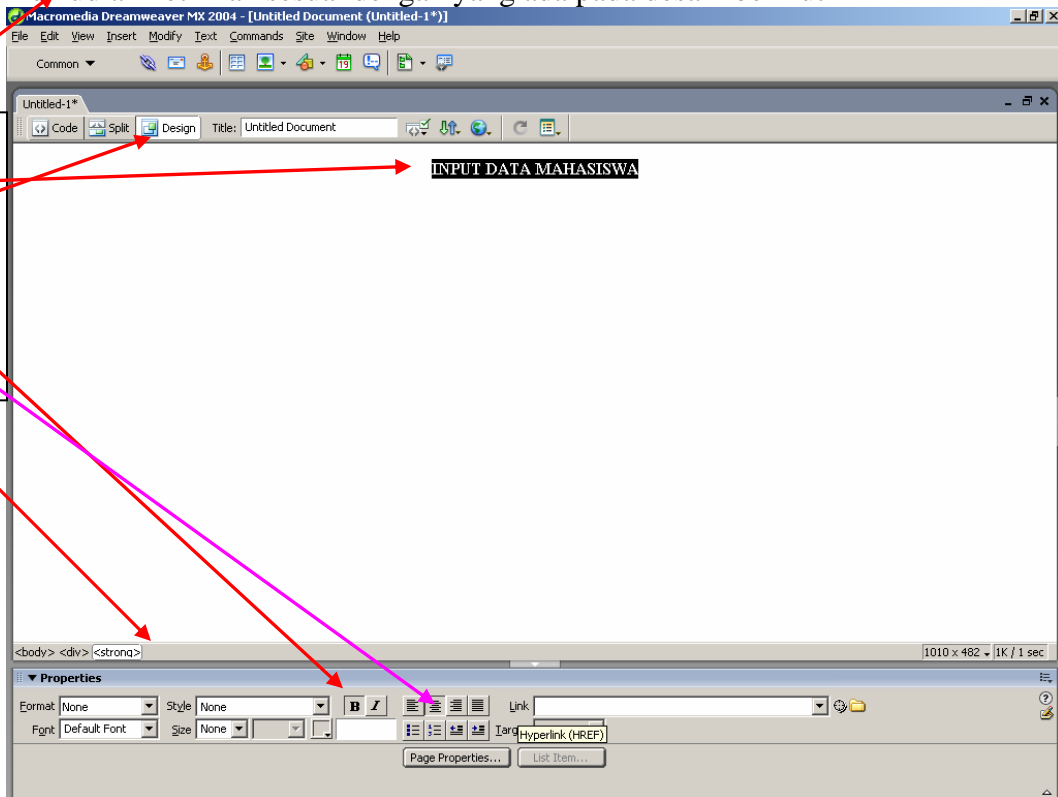 Macromedia Dreamweaver MX 2004 - [Untitled Document (Untitled-1*)]
File Edit View Insert Modify Text Commands Site Window Help
Common
Untitled-1*
Code Split Design Title: Untitled Document
INPUT DATA MAHASISWA
<body> <div> <strong> 1010 x 482 1K / 1 sec
Properties
Format None Style None B I Link
Font Default Font Size None Hyperlink (HREF)
Page Properties... List Item...